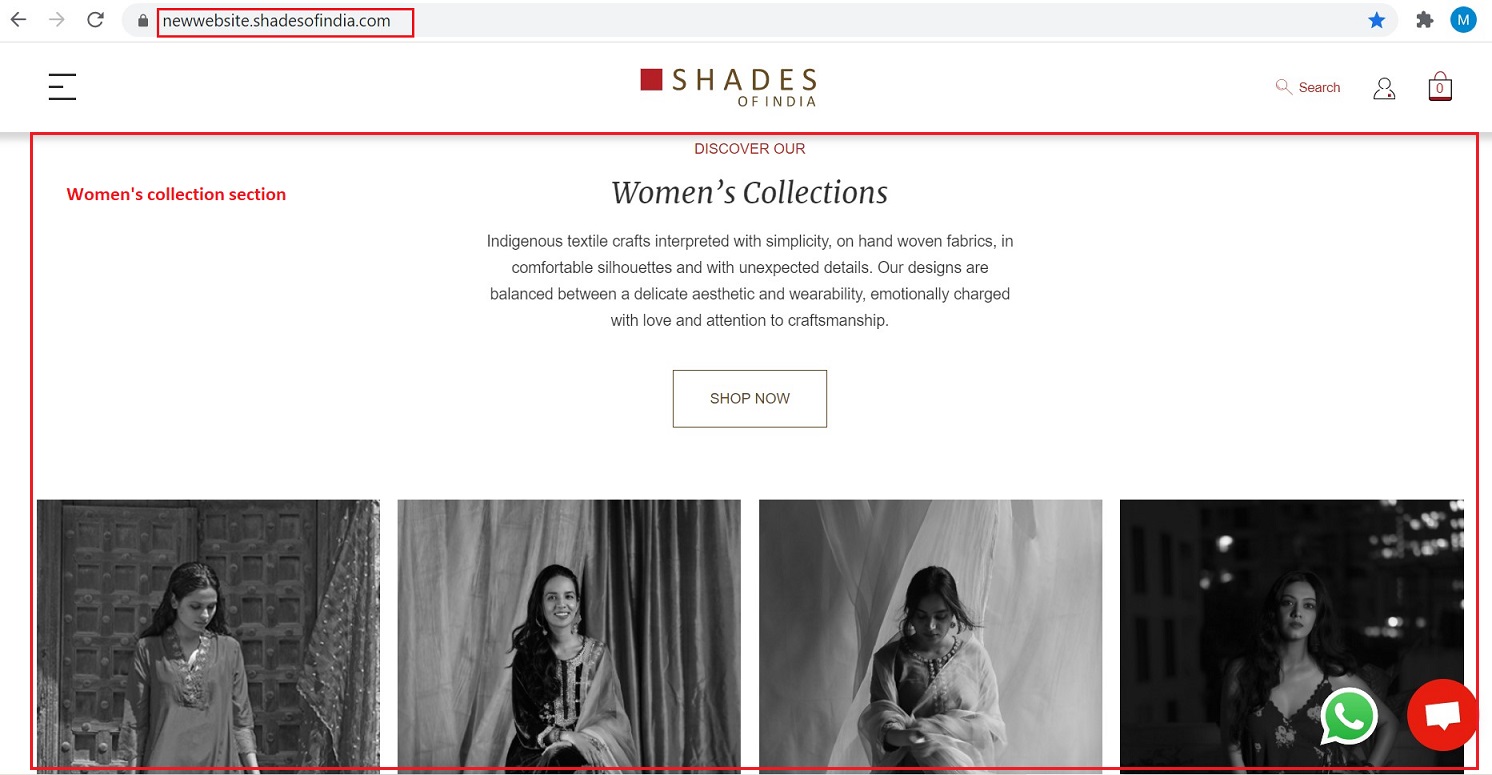 newwebsite.shadesofindia.com
M
SHADES
OF INDIA
Search
0
DISCOVER OUR
Women's collection section
Women’s Collections
Indigenous textile crafts interpreted with simplicity, on hand woven fabrics, in
comfortable silhouettes and with unexpected details. Our designs are
balanced between a delicate aesthetic and wearability, emotionally charged
with love and attention to craftsmanship.
SHOP NOW